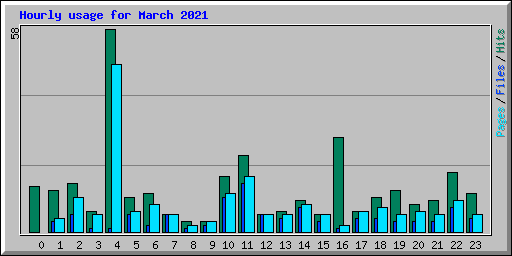 Hourly usage for March 2021
58
Pages / Files / Hits
0 1 2 3 4 5 6 7 8 9 10 11 12 13 14 15 16 17 18 19 20 21 22 23